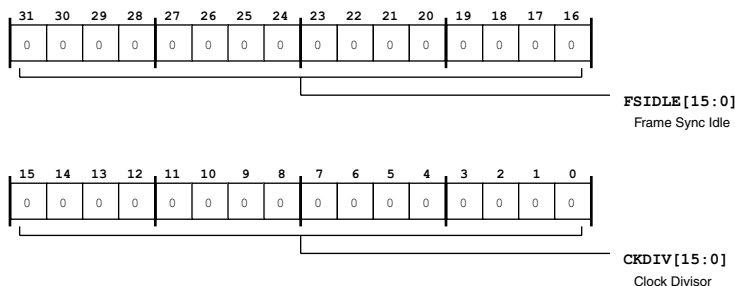 31 30 29 28 27 26 25 24 23 22 21 20 19 18 17 16
0 0 0 0 0 0 0 0 0 0 0 0 0 0 0 0
FSIDLE[15:0]
Frame Sync Idle
15 14 13 12 11 10 9 8 7 6 5 4 3 2 1 0
0 0 0 0 0 0 0 0 0 0 0 0 0 0 0 0
CKDIV[15:0]
Clock Divisor